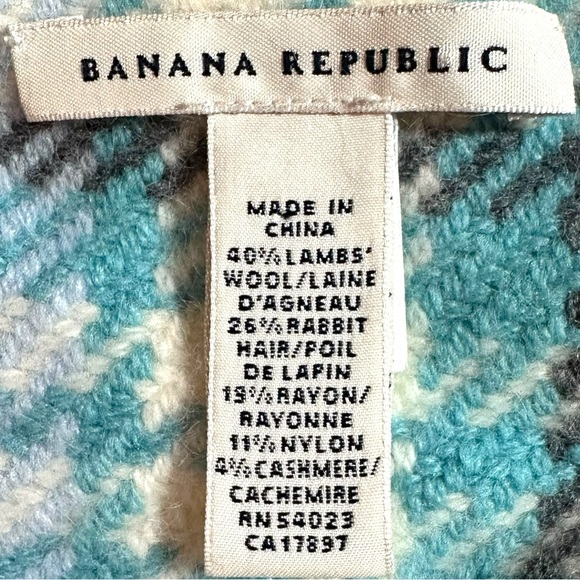 BANANA REPUBLIC
MADE IN
CHINA
40% LAMBS'
WOOL/LAINE
D'AGNEAU
26% RABBIT
HAIR/POIL
DE LAPIN
19% RAYON/
RAYONNE
11% NYLON
4% CASHMERE/
CACHEMIRE
RN 54023
CA 17897